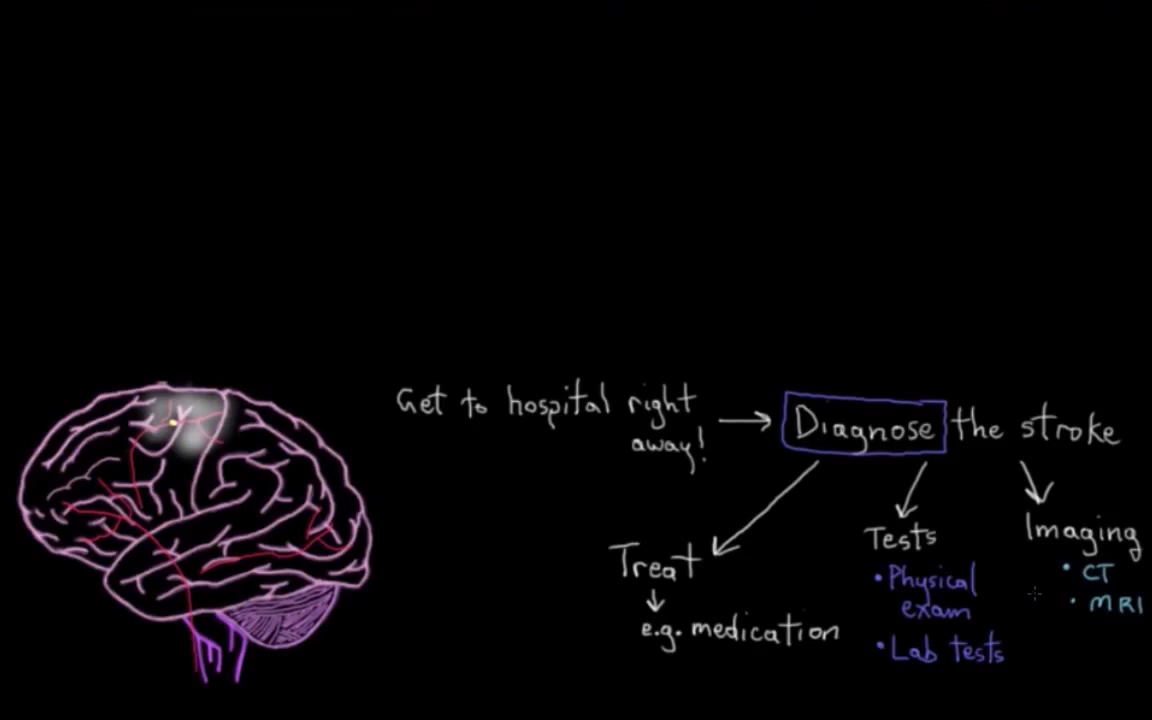 Get to hospital right
away!
Diagnose the stroke
Treat
e.g. medication
Tests
• Physical
exam
• Lab tests
Imaging
• CT
• MRI